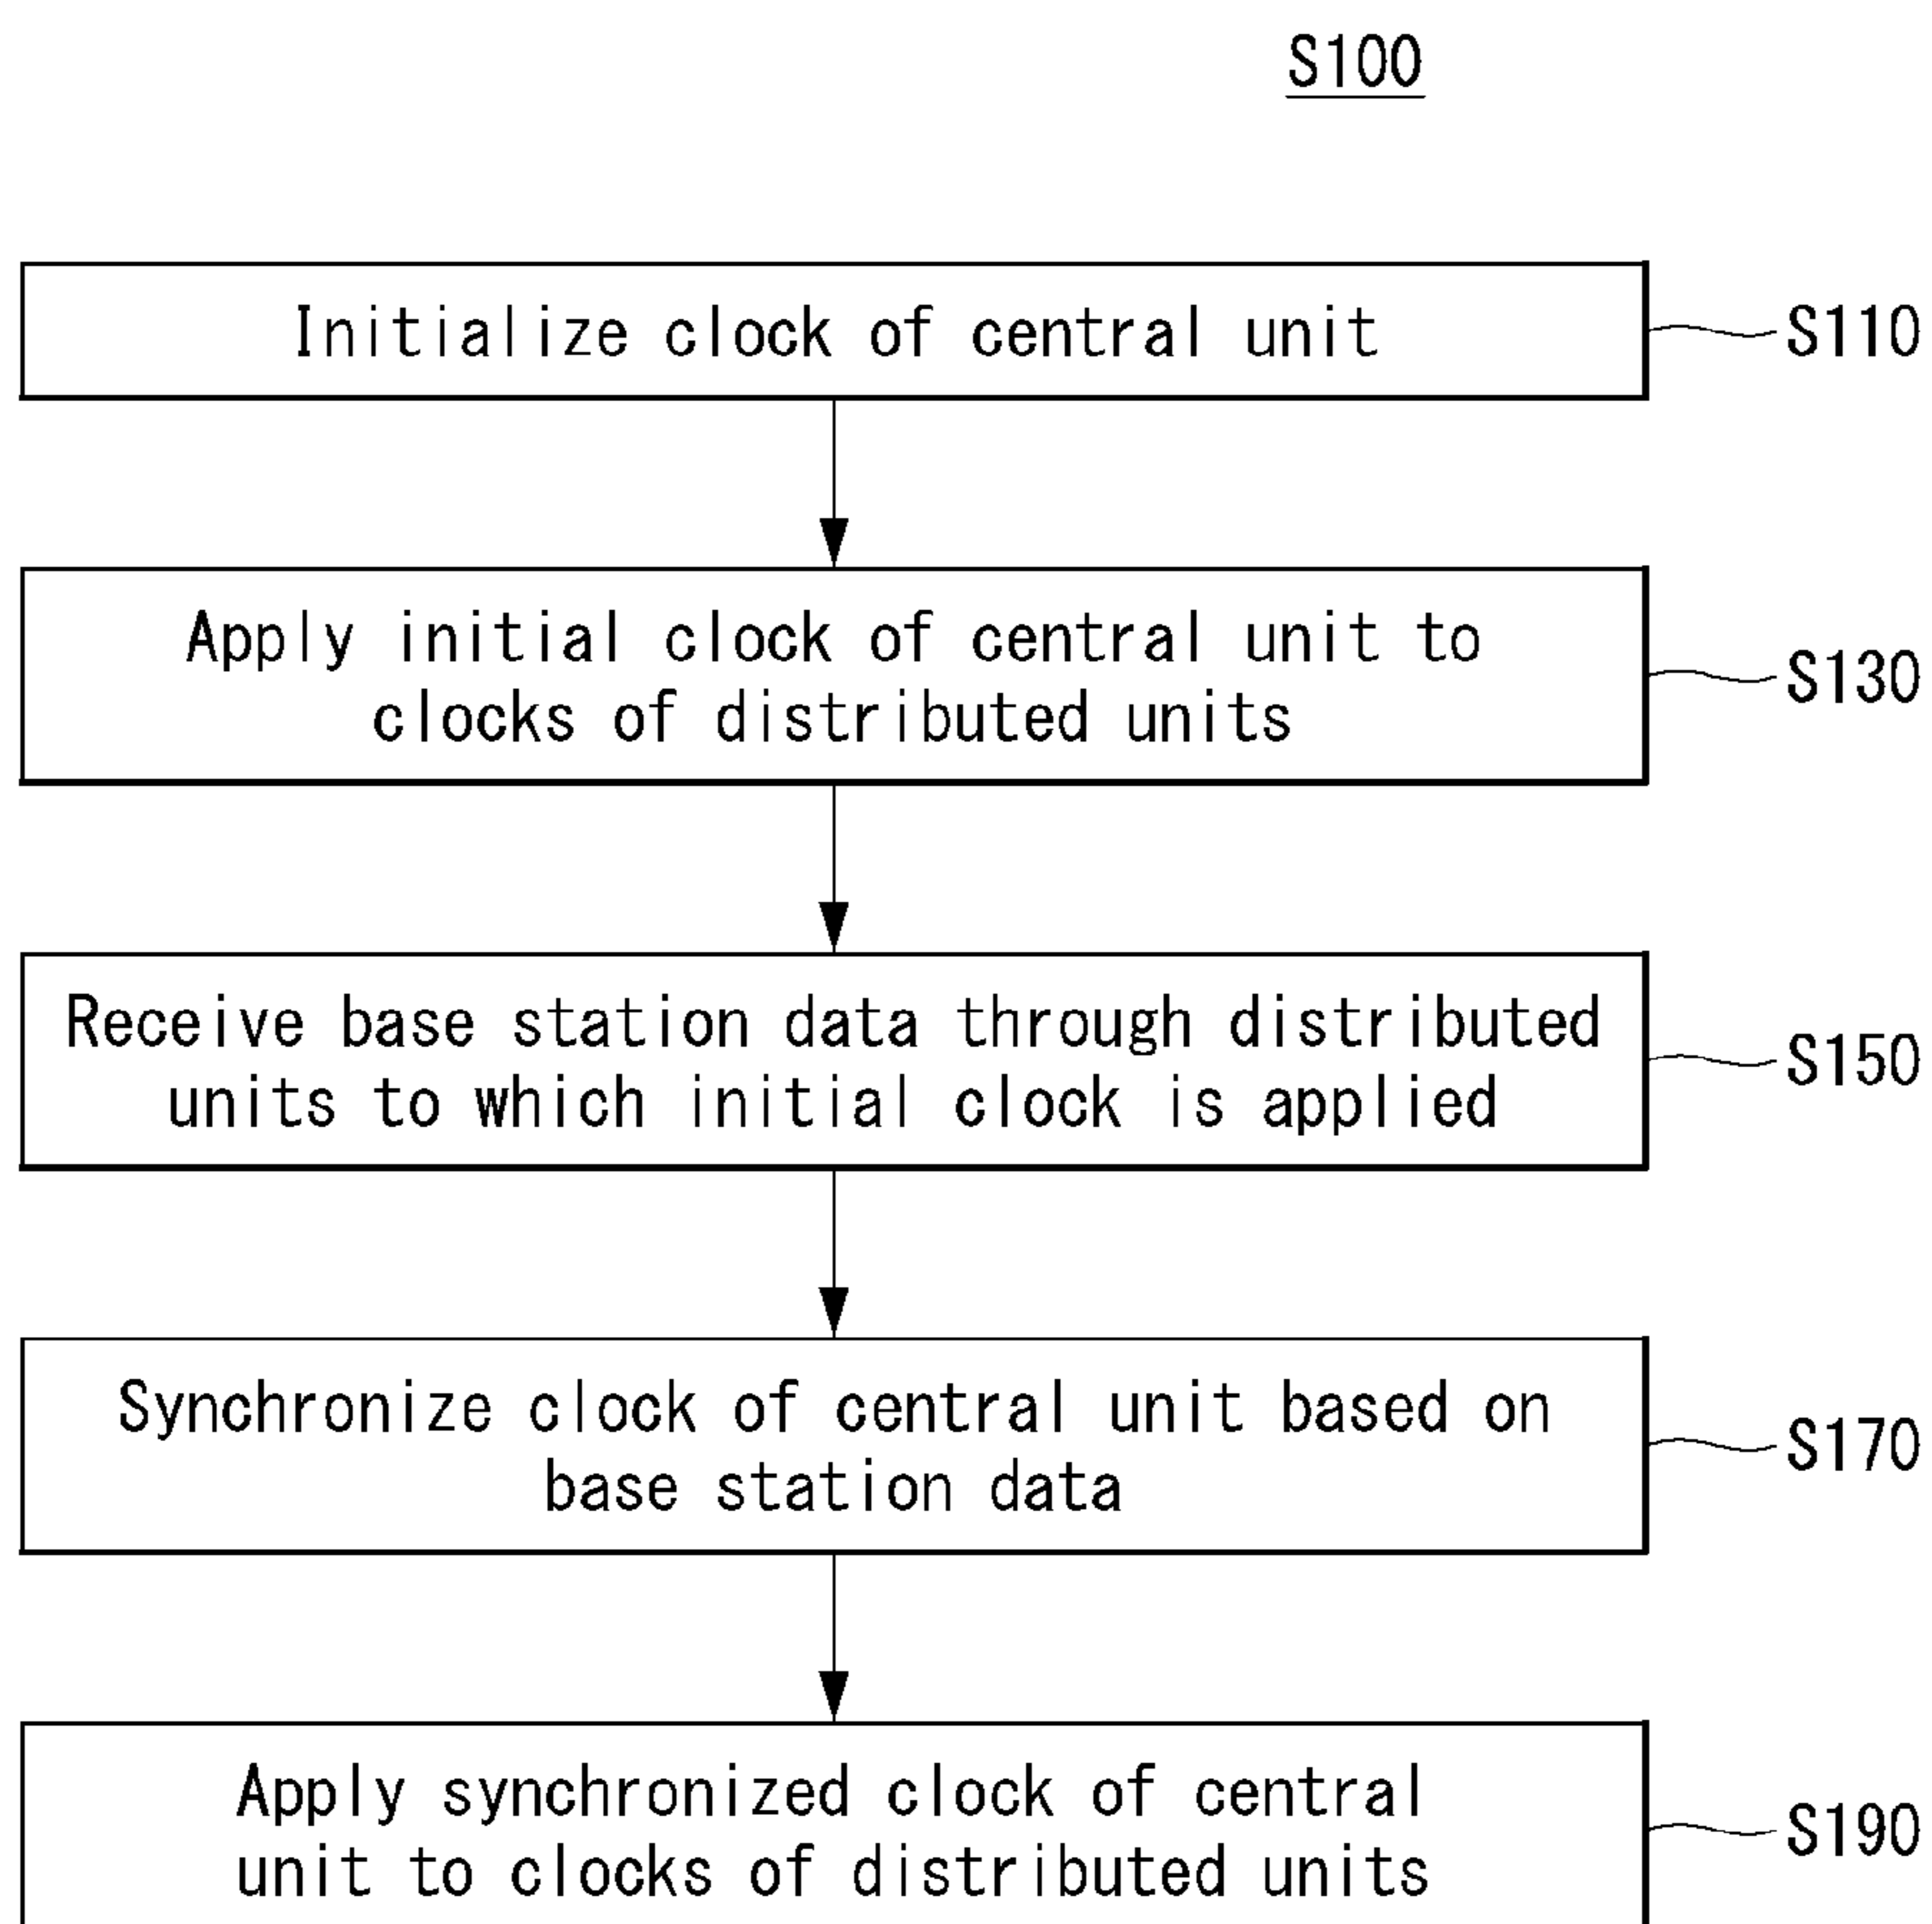 S100
Initialize clock of central unit
S110
Apply initial clock of central unit to
clocks of distributed units
S130
Receive base station data through distributed
units to which initial clock is applied
S150
Synchronize clock of central unit based on
base station data
S170
Apply synchronized clock of central
unit to clocks of distributed units
S190